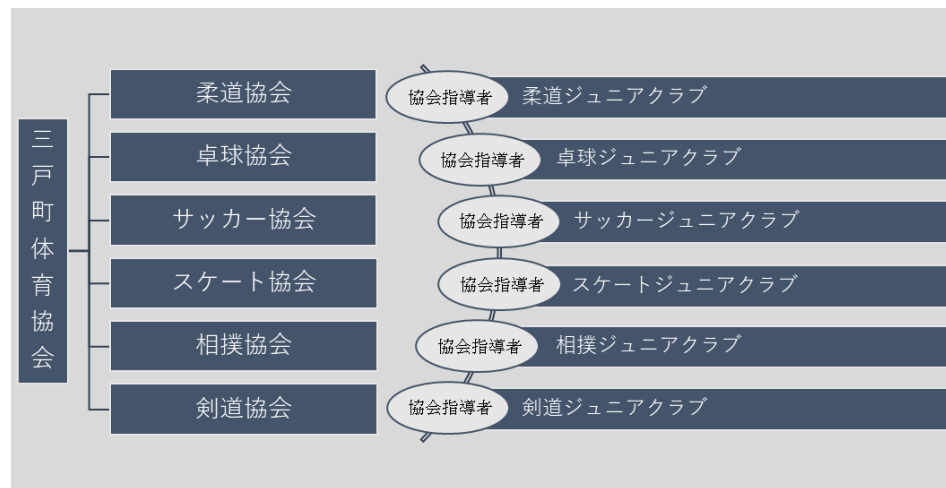 三戸町体育協会
柔道協会
協会指導者
柔道ジュニアクラブ
卓球協会
協会指導者
卓球ジュニアクラブ
サッカー協会
協会指導者
サッカージュニアクラブ
スケート協会
協会指導者
スケートジュニアクラブ
相撲協会
協会指導者
相撲ジュニアクラブ
剣道協会
協会指導者
剣道ジュニアクラブ